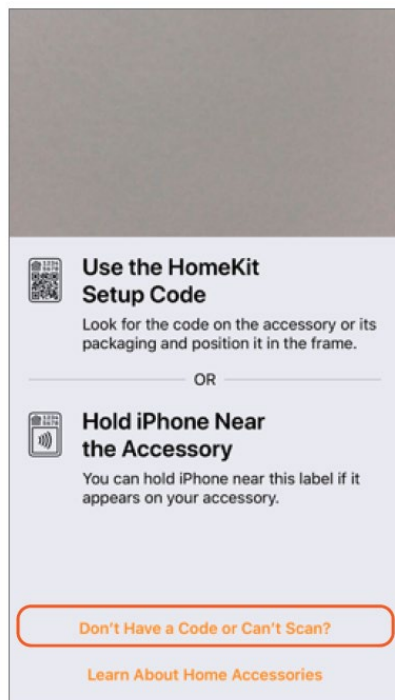 Use the HomeKit
Setup Code
Look for the code on the accessory or its
packaging and position it in the frame.
OR
Hold iPhone Near
the Accessory
You can hold iPhone near this label if it
appears on your accessory.
Don't Have a Code or Can't Scan?
Learn About Home Accessories